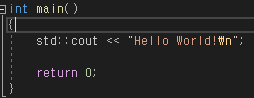 int main()
{
    std::cout << "Hello World!₩n";
    return 0;
}